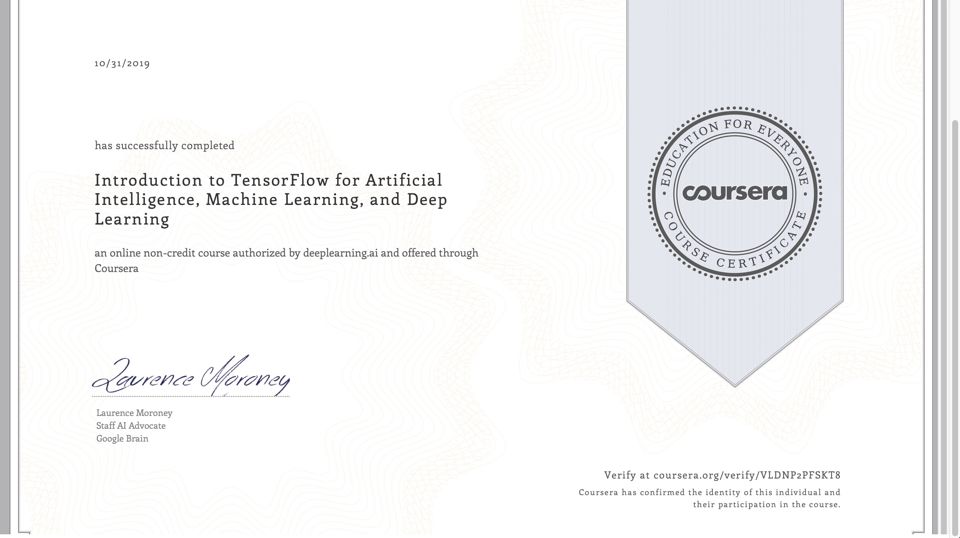 10/31/2019
has successfully completed
Introduction to TensorFlow for Artificial
Intelligence, Machine Learning, and Deep
Learning
an online non-credit course authorized by deeplearning.ai and offered through
Coursera
EDUCATION FOR EVERYONE
coursera
COURSE CERTIFICATE
Laurence Moroney
Laurence Moroney
Staff AI Advocate
Google Brain
Verify at coursera.org/verify/VLDNP2PFSKT8
Coursera has confirmed the identity of this individual and
their participation in the course.